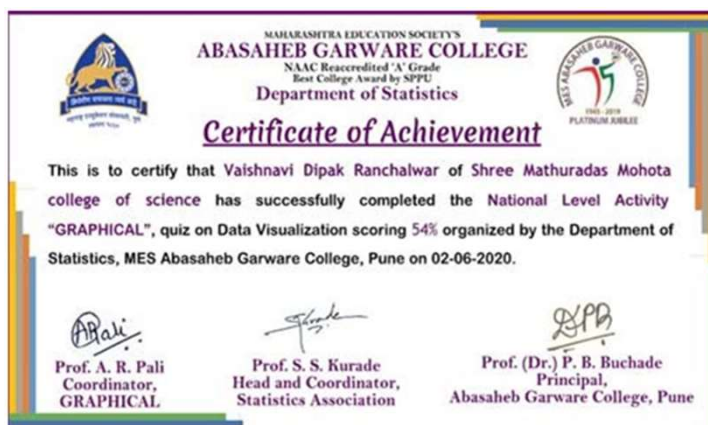 MAHARASHTRA EDUCATION SOCIETY'S
ABASAHEB GARWARE COLLEGE
NAAC Reaccredited 'A' Grade
Best College Award by SPPU
Department of Statistics
MES ABASAHEB GARWARE COLLEGE
1945 - 2019
PLATINUM JUBILEE
Certificate of Achievement
This is to certify that Vaishnavi Dipak Ranchalwar of Shree Mathuradas Mohota
college of science has successfully completed the National Level Activity
“GRAPHICAL”, quiz on Data Visualization scoring 54% organized by the Department of
Statistics, MES Abasaheb Garware College, Pune on 02-06-2020.
ARali
Prof. A. R. Pali
Coordinator,
GRAPHICAL
Prof. S. S. Kurade
Head and Coordinator,
Statistics Association
Prof. (Dr.) P. B. Buchade
Principal,
Abasaheb Garware College, Pune